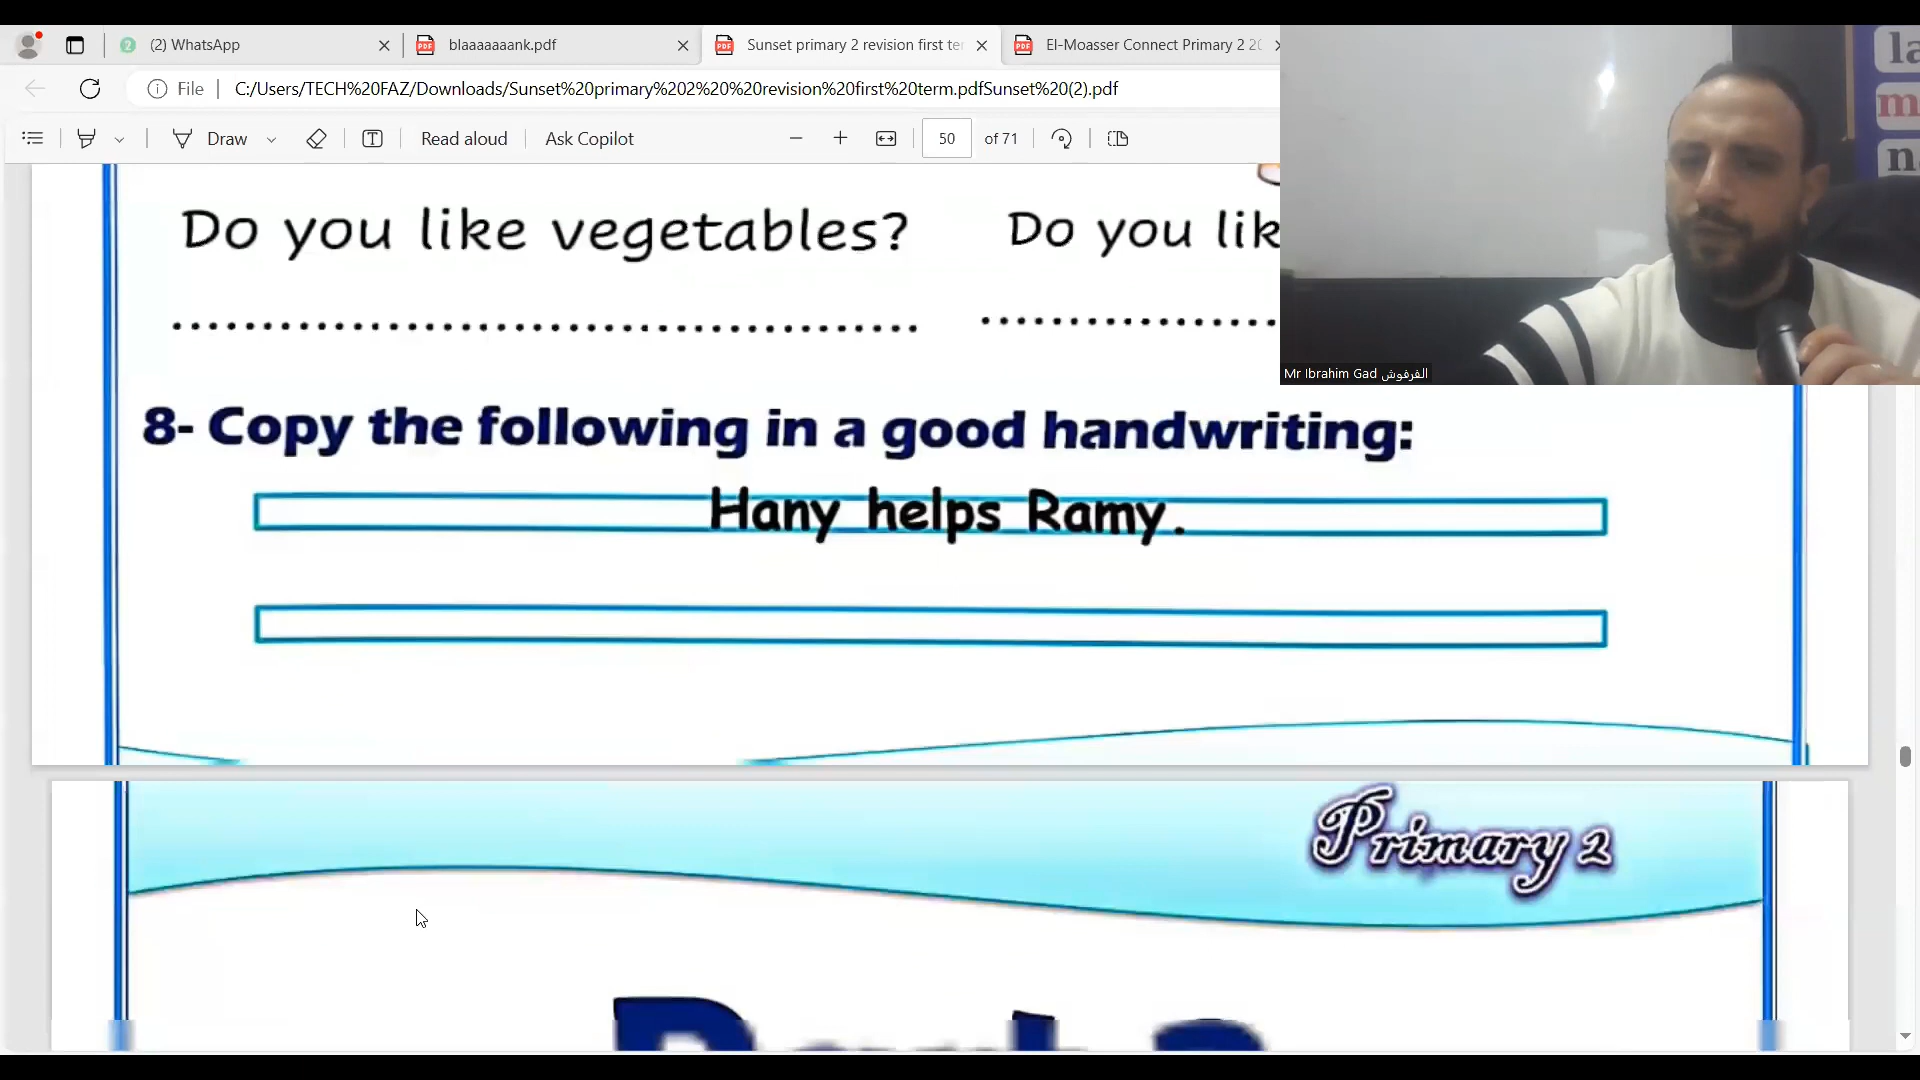 (2) WhatsApp
blaaaaaaank.pdf
Sunset primary 2 revision first te
El-Moasser Connect Primary 2 20
File
C:/Users/TECH%20FAZ/Downloads/Sunset%20primary%202%20%20revision%20first%20term.pdfSunset%20(2).pdf
Draw
Read aloud
Ask Copilot
50 of 71
Do you like vegetables?
Do you lik
Mr Ibrahim Gad الفرفوش
8- Copy the following in a good handwriting:
Hany helps Ramy.
Primary 2